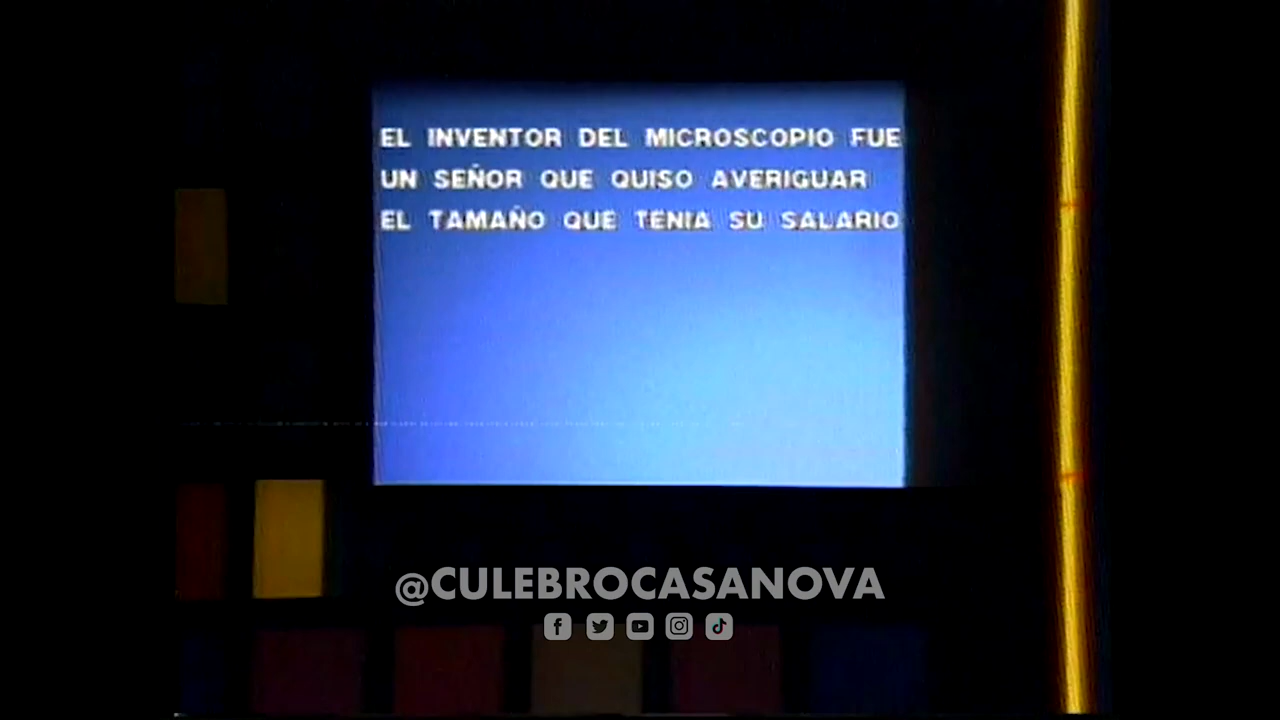 EL INVENTOR DEL MICROSCOPIO FUE
UN SEÑOR QUE QUISO AVERIGUAR
EL TAMAÑO QUE TENIA SU SALARIO
@CULEBROCASANOVA